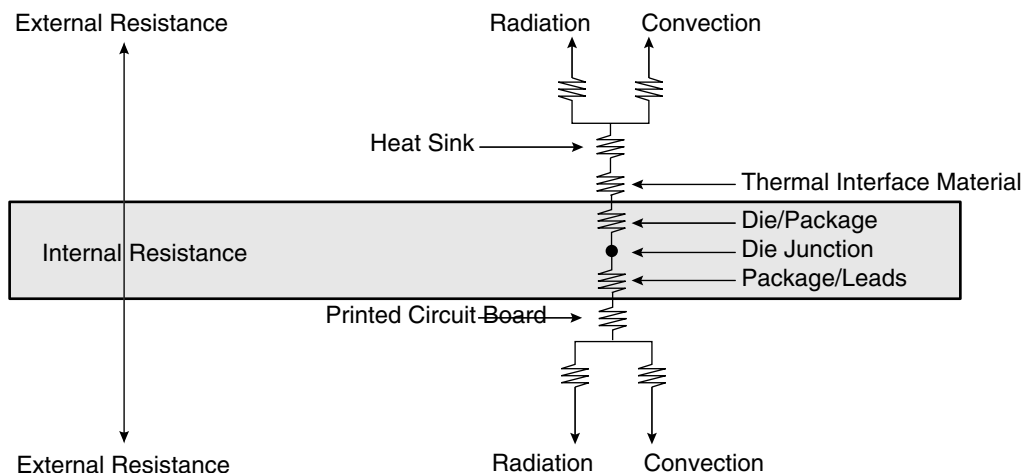 External Resistance
Radiation Convection
Heat Sink
Thermal Interface Material
Die/Package
Internal Resistance
Die Junction
Package/Leads
Printed Circuit Board
External Resistance
Radiation Convection